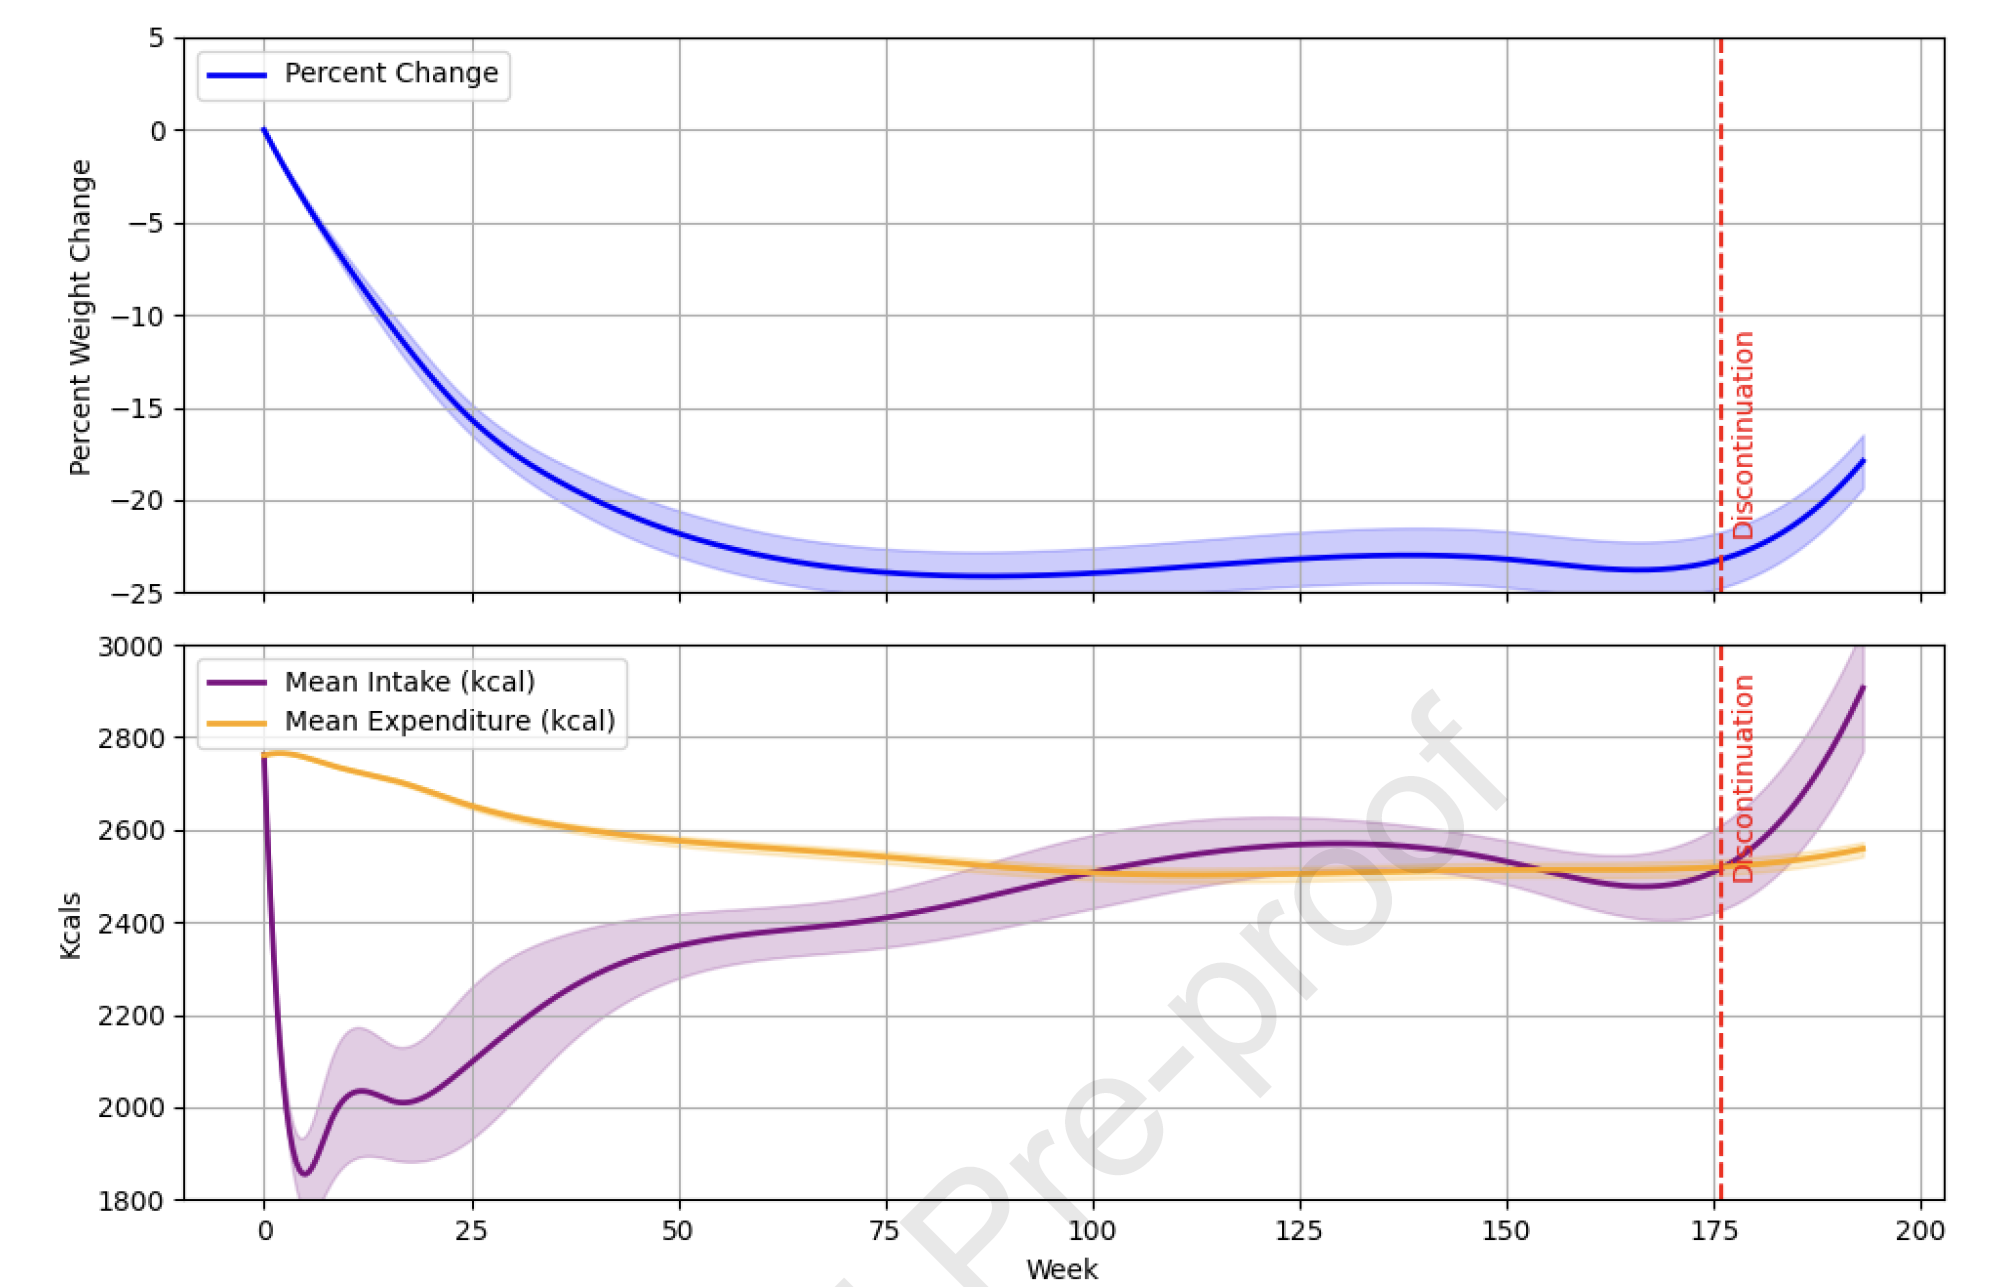 5
Percent Change
0
−5
−10
−15
−20
−25
Percent Weight Change
Discontinuation
3000
Mean Intake (kcal)
Mean Expenditure (kcal)
2800
2600
2400
2200
2000
1800
Kcals
Discontinuation
Pre-proof
0 25 50 75 100 125 150 175 200
Week